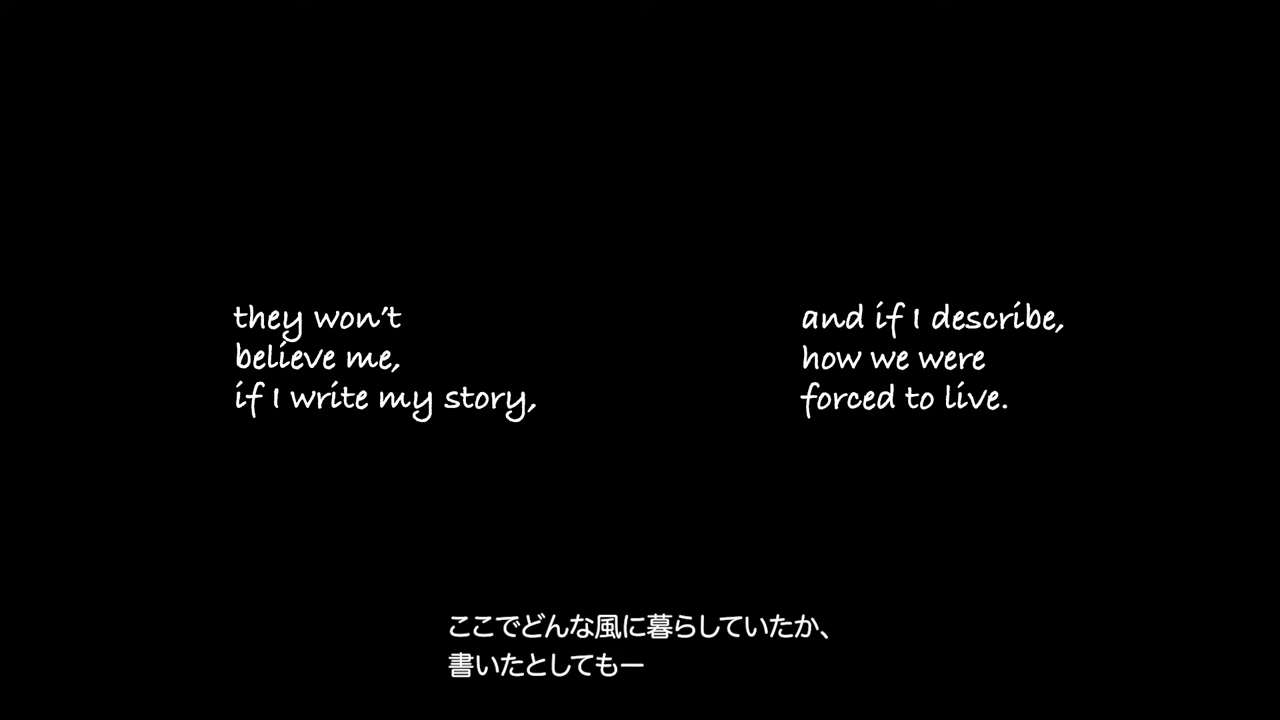 they won't
believe me,
if I write my story,
and if I describe,
how we were
forced to live.
ここでどんな風に暮らしていたか、
書いたとしてもー